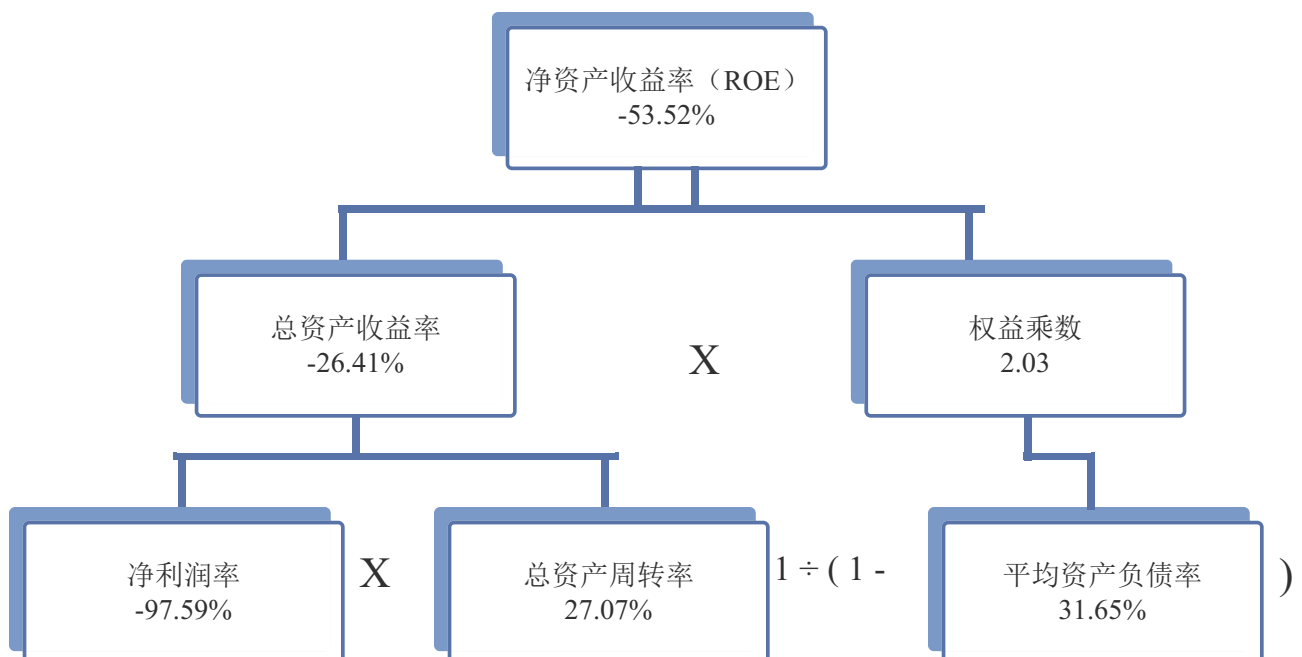 净资产收益率（ROE）
-53.52%
总资产收益率
-26.41%
X
权益乘数
2.03
净利润率
-97.59%
X
总资产周转率
27.07%
1 ÷ ( 1 -
平均资产负债率
31.65%
)